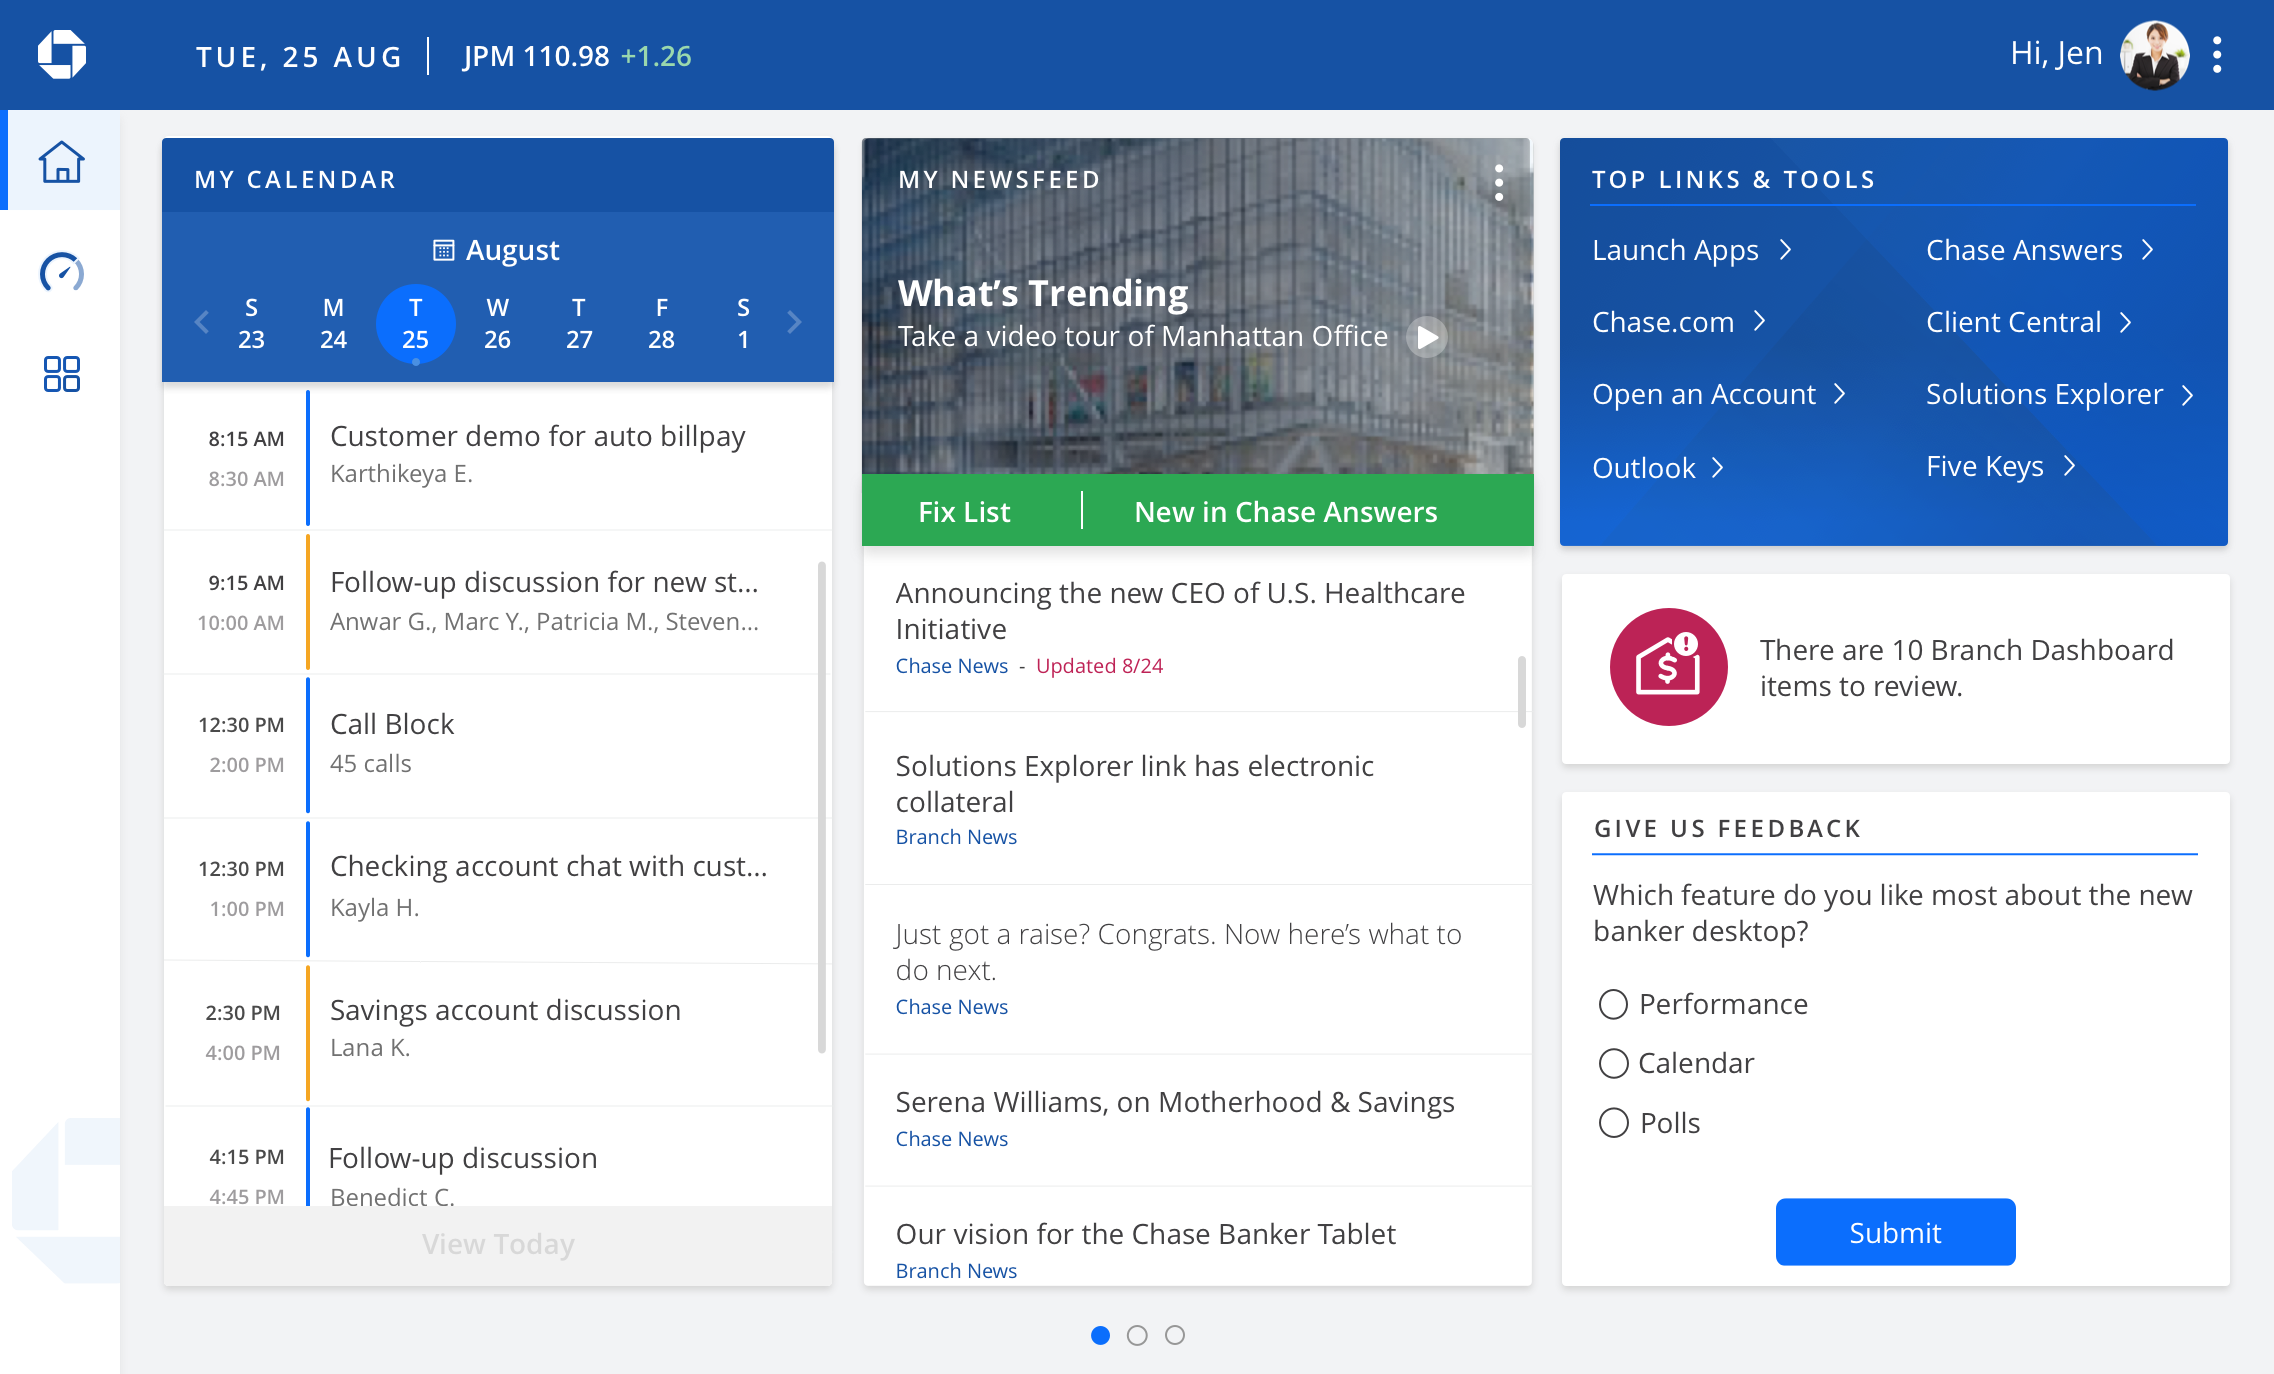 TUE, 25 AUG
JPM 110.98 +1.26
Hi, Jen
MY CALENDAR
August
S M T W T F S
23 24 25 26 27 28 1
8:15 AM
8:30 AM
Customer demo for auto billpay
Karthikeya E.
9:15 AM
10:00 AM
Follow-up discussion for new st...
Anwar G., Marc Y., Patricia M., Steven...
12:30 PM
2:00 PM
Call Block
45 calls
12:30 PM
1:00 PM
Checking account chat with cust...
Kayla H.
2:30 PM
4:00 PM
Savings account discussion
Lana K.
4:15 PM
4:45 PM
Follow-up discussion
Benedict C.
View Today
MY NEWSFEED
What’s Trending
Take a video tour of Manhattan Office
Fix List
New in Chase Answers
Announcing the new CEO of U.S. Healthcare
Initiative
Chase News - Updated 8/24
Solutions Explorer link has electronic
collateral
Branch News
Just got a raise? Congrats. Now here’s what to
do next.
Chase News
Serena Williams, on Motherhood & Savings
Chase News
Our vision for the Chase Banker Tablet
Branch News
TOP LINKS & TOOLS
Launch Apps
Chase Answers
Chase.com
Client Central
Open an Account
Solutions Explorer
Outlook
Five Keys
There are 10 Branch Dashboard
items to review.
GIVE US FEEDBACK
Which feature do you like most about the new
banker desktop?
Performance
Calendar
Polls
Submit